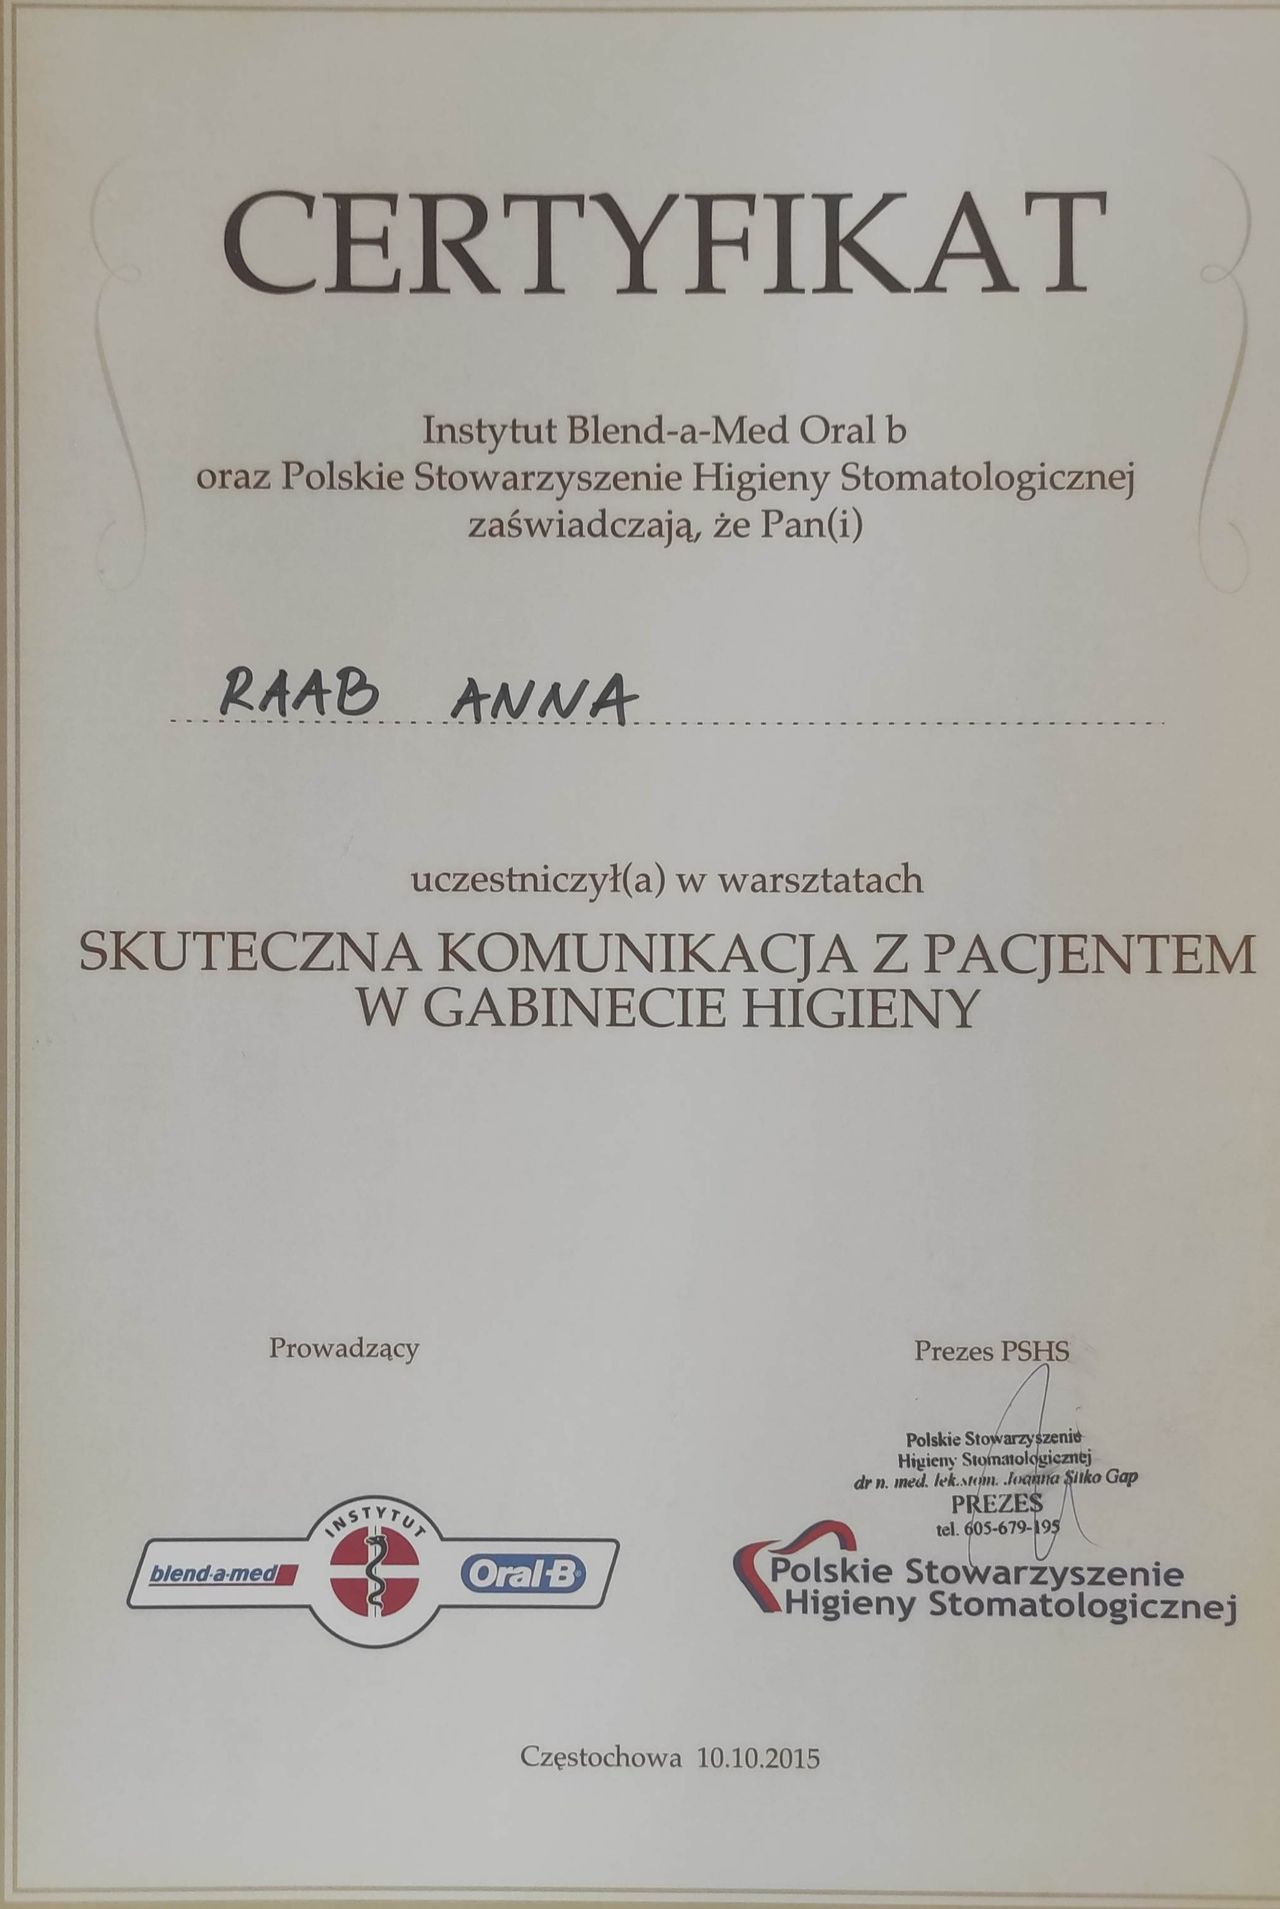 CERTYFIKAT
Instytut Blend-a-Med Oral b
oraz Polskie Stowarzyszenie Higieny Stomatologicznej
zaświadczają, że Pan(i)
RAAB ANNA
uczestniczył(a) w warsztatach
SKUTECZNA KOMUNIKACJA Z PACJENTEM
W GABINECIE HIGIENY
Prowadzący
Prezes PSHS
Polskie Stowarzyszenie
Higieny Stomatologicznej
dr n. med. lek.stom. Joanna Sitko Gap
PREZES
tel. 605-679-195
INSTYTUT
blend-a-med
Oral-B
Polskie Stowarzyszenie
Higieny Stomatologicznej
Częstochowa 10.10.2015